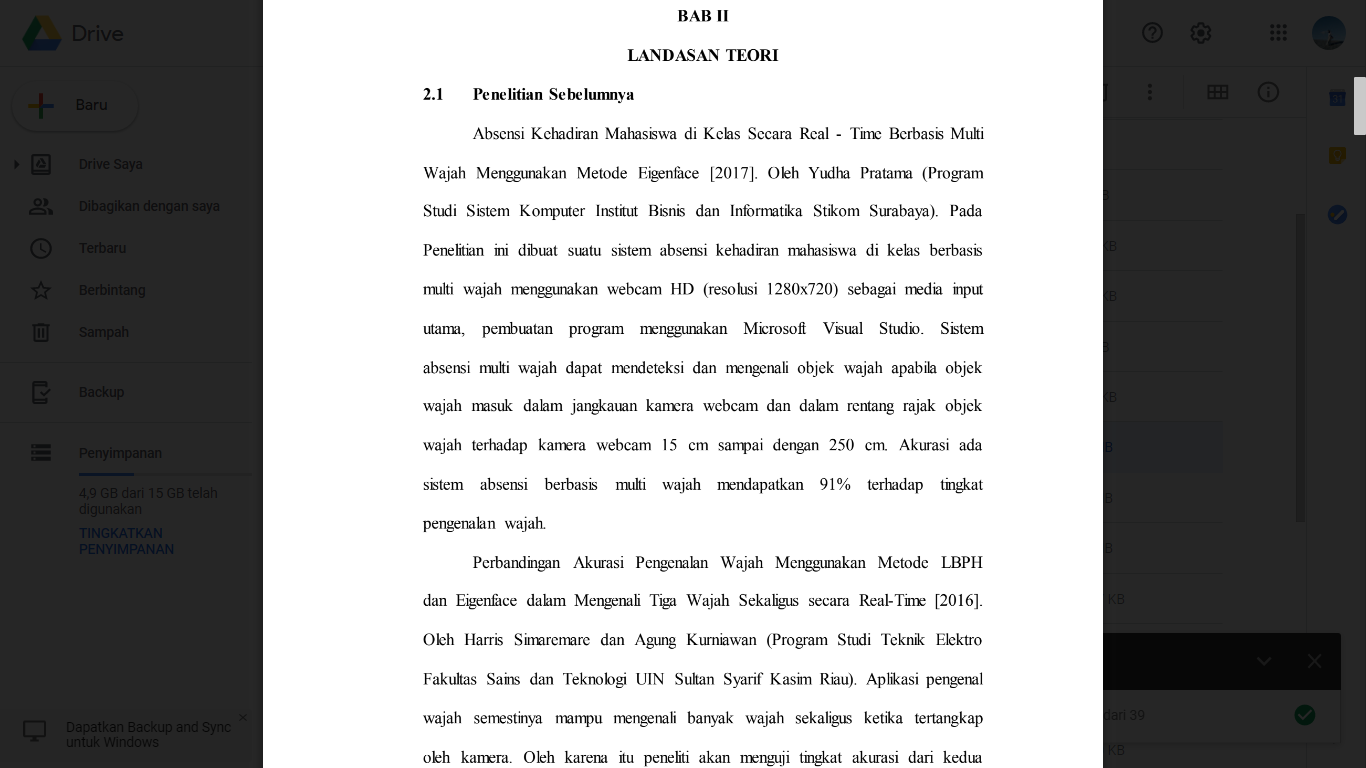 BAB II
LANDASAN TEORI
2.1 Penelitian Sebelumnya
Absensi Kehadiran Mahasiswa di Kelas Secara Real - Time Berbasis Multi
Wajah Menggunakan Metode Eigenface [2017]. Oleh Yudha Pratama (Program
Studi Sistem Komputer Institut Bisnis dan Informatika Stikom Surabaya). Pada
Penelitian ini dibuat suatu sistem absensi kehadiran mahasiswa di kelas berbasis
multi wajah menggunakan webcam HD (resolusi 1280x720) sebagai media input
utama, pembuatan program menggunakan Microsoft Visual Studio. Sistem
absensi multi wajah dapat mendeteksi dan mengenali objek wajah apabila objek
wajah masuk dalam jangkauan kamera webcam dan dalam rentang rajak objek
wajah terhadap kamera webcam 15 cm sampai dengan 250 cm. Akurasi ada
sistem absensi berbasis multi wajah mendapatkan 91% terhadap tingkat
pengenalan wajah.
Perbandingan Akurasi Pengenalan Wajah Menggunakan Metode LBPH
dan Eigenface dalam Mengenali Tiga Wajah Sekaligus secara Real-Time [2016].
Oleh Harris Simaremare dan Agung Kurniawan (Program Studi Teknik Elektro
Fakultas Sains dan Teknologi UIN Sultan Syarif Kasim Riau). Aplikasi pengenal
wajah semestinya mampu mengenali banyak wajah sekaligus ketika tertangkap
oleh kamera. Oleh karena itu peneliti akan menguji tingkat akurasi dari kedua
Drive
Baru
Drive Saya
Dibagikan dengan saya
Terbaru
Berbintang
Sampah
Backup
Penyimpanan
4,9 GB dari 15 GB telah
digunakan
TINGKATKAN
PENYIMPANAN
Dapatkan Backup and Sync
untuk Windows
dari 39
KB
KB